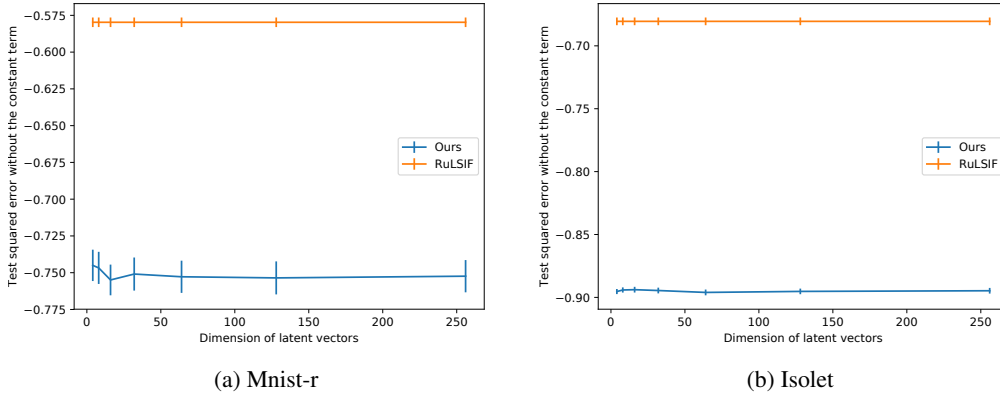 Test squared error without the constant term
−0.575
−0.600
−0.625
−0.650
−0.675
−0.700
−0.725
−0.750
−0.775
0
50
100
150
200
250
Dimension of latent vectors
Ours
RuLSIF
(a) Mnist-r
Test squared error without the constant term
−0.70
−0.75
−0.80
−0.85
−0.90
0
50
100
150
200
250
Dimension of latent vectors
Ours
RuLSIF
(b) Isolet